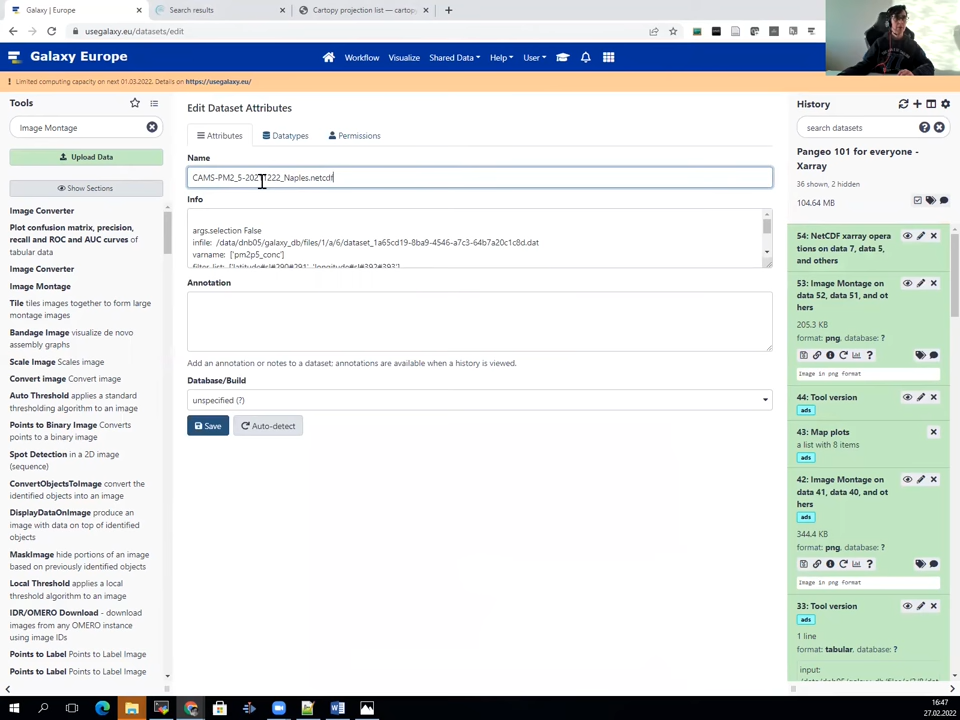 Galaxy | Europe
Search results
Cartopy projection list — cartopy
usegalaxy.eu/datasets/edit
Galaxy Europe
Workflow Visualize Shared Data Help User
Limited computing capacity on next 01.03.2022. Details on https://usegalaxy.eu/
Tools
Image Montage
Upload Data
Show Sections
Image Converter
Plot confusion matrix, precision,
recall and ROC and AUC curves of
tabular data
Image Converter
Image Montage
Tile tiles images together to form large
montage images
Bandage Image visualize de novo
assembly graphs
Scale Image Scales image
Convert image Convert image
Auto Threshold applies a standard
thresholding algorithm to an image
Points to Binary Image Converts
points to a binary image
Spot Detection in a 2D image
(sequence)
ConvertObjectsToImage convert the
identified objects into an image
DisplayDataOnImage produce an
image with data on top of identified
objects
MaskImage hide portions of an image
based on previously identified objects
Local Threshold applies a local
threshold algorithm to an image
IDR/OMERO Download - download
images from any OMERO instance
using image IDs
Points to Label Points to Label Image
Points to Label Points to Label Image
Edit Dataset Attributes
Attributes Datatypes Permissions
Name
Info
args.selection False
infile: /data/dnb05/galaxy_db/files/1/a/6/dataset_1a65cd19-8ba9-4546-a7c3-64b7a20c1c8d.dat
varname: ['pm2p5_conc']
Annotation
Add an annotation or notes to a dataset; annotations are available when a history is viewed.
Database/Build
unspecified (?)
Save Auto-detect
History
search datasets
Pangeo 101 for everyone -
Xarray
36 shown, 2 hidden
104.64 MB
54: NetCDF xarray opera
tions on data 7, data 5,
and others
53: Image Montage on
data 52, data 51, and ot
hers
205.3 KB
format: png, database: ?
Image in png format
44: Tool version
ads
43: Map plots
a list with 8 items
ads
42: Image Montage on
data 41, data 40, and ot
hers
ads
344.4 KB
format: png, database: ?
Image in png format
33: Tool version
ads
1 line
format: tabular, database: ?
input:
16:47
27.02.2022